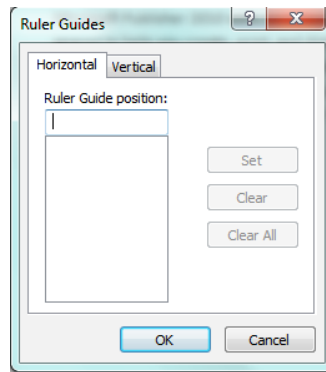 Ruler Guides
Horizontal Vertical
Ruler Guide position:
Set
Clear
Clear All
OK Cancel